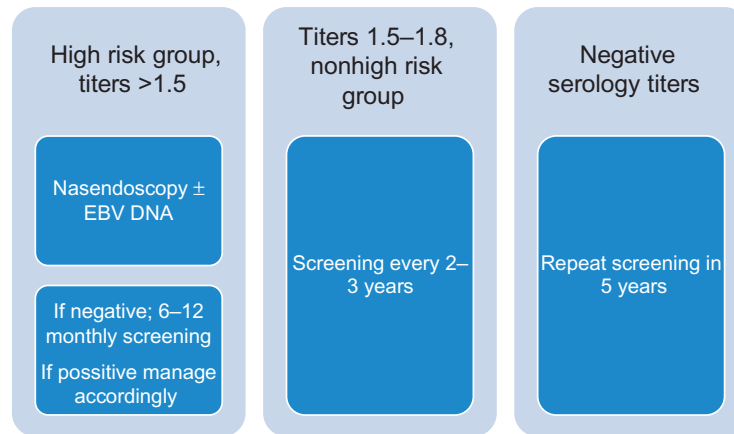 High risk group,
titers >1.5
Nasendoscopy ±
EBV DNA
If negative; 6–12
monthly screening
If possitive manage
accordingly
Titers 1.5–1.8,
nonhigh risk
group
Screening every 2–
3 years
Negative
serology titers
Repeat screening in
5 years